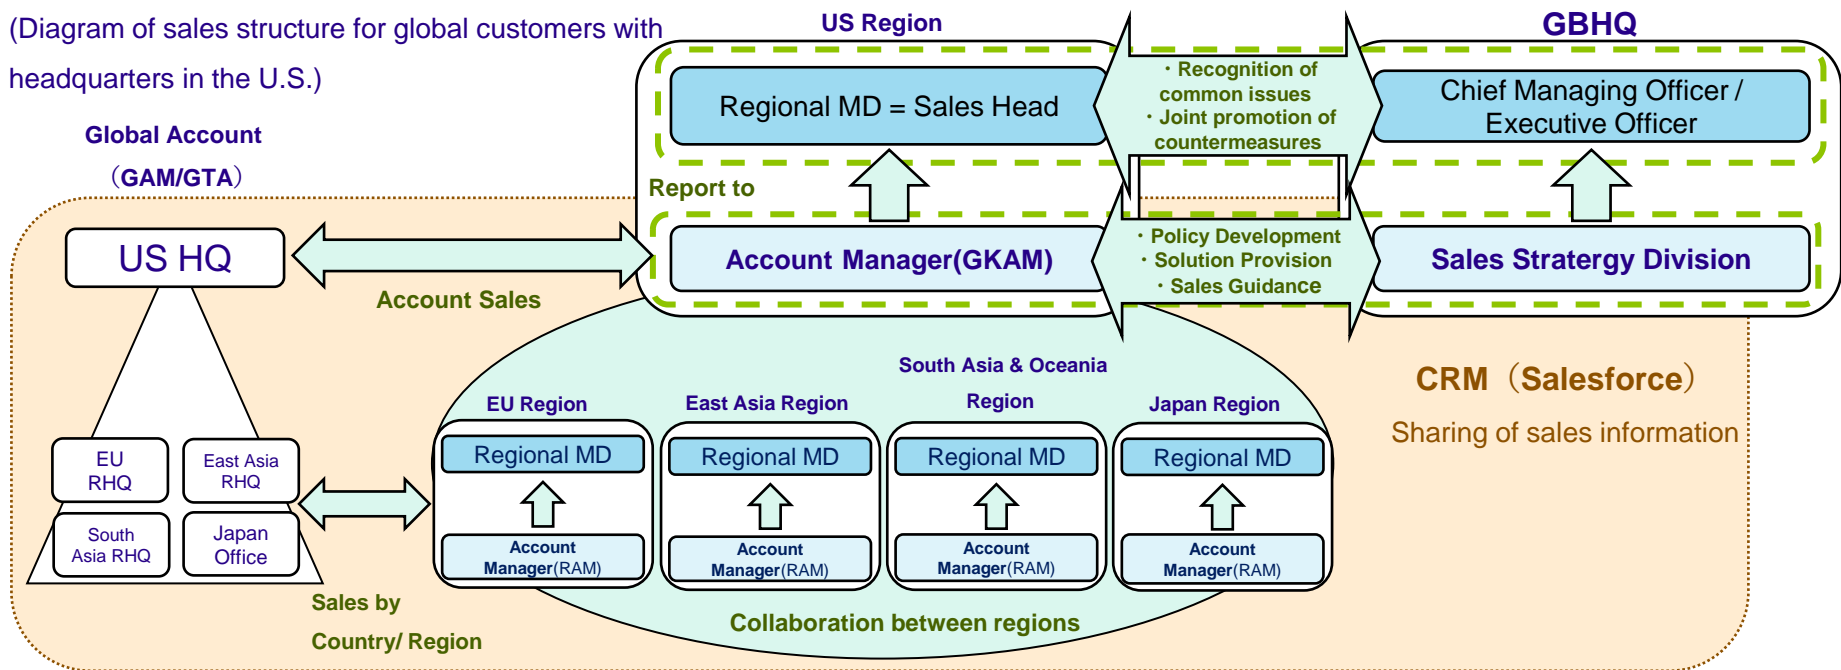 (Diagram of sales structure for global customers with
headquarters in the U.S.)
US Region
GBHQ
Regional MD = Sales Head
・Recognition of
common issues
・Joint promotion of
countermeasures
Chief Managing Officer /
Executive Officer
Global Account
（GAM/GTA）
Report to
US HQ
Account Sales
Account Manager(GKAM)
・Policy Development
・Solution Provision
・Sales Guidance
Sales Stratergy Division
CRM（Salesforce）
Sharing of sales information
EU
RHQ
East Asia
RHQ
South
Asia RHQ
Japan
Office
Sales by
Country/ Region
EU Region
Regional MD
Account
Manager(RAM)
East Asia Region
Regional MD
Account
Manager(RAM)
South Asia & Oceania
Region
Regional MD
Account
Manager(RAM)
Japan Region
Regional MD
Account
Manager(RAM)
Collaboration between regions